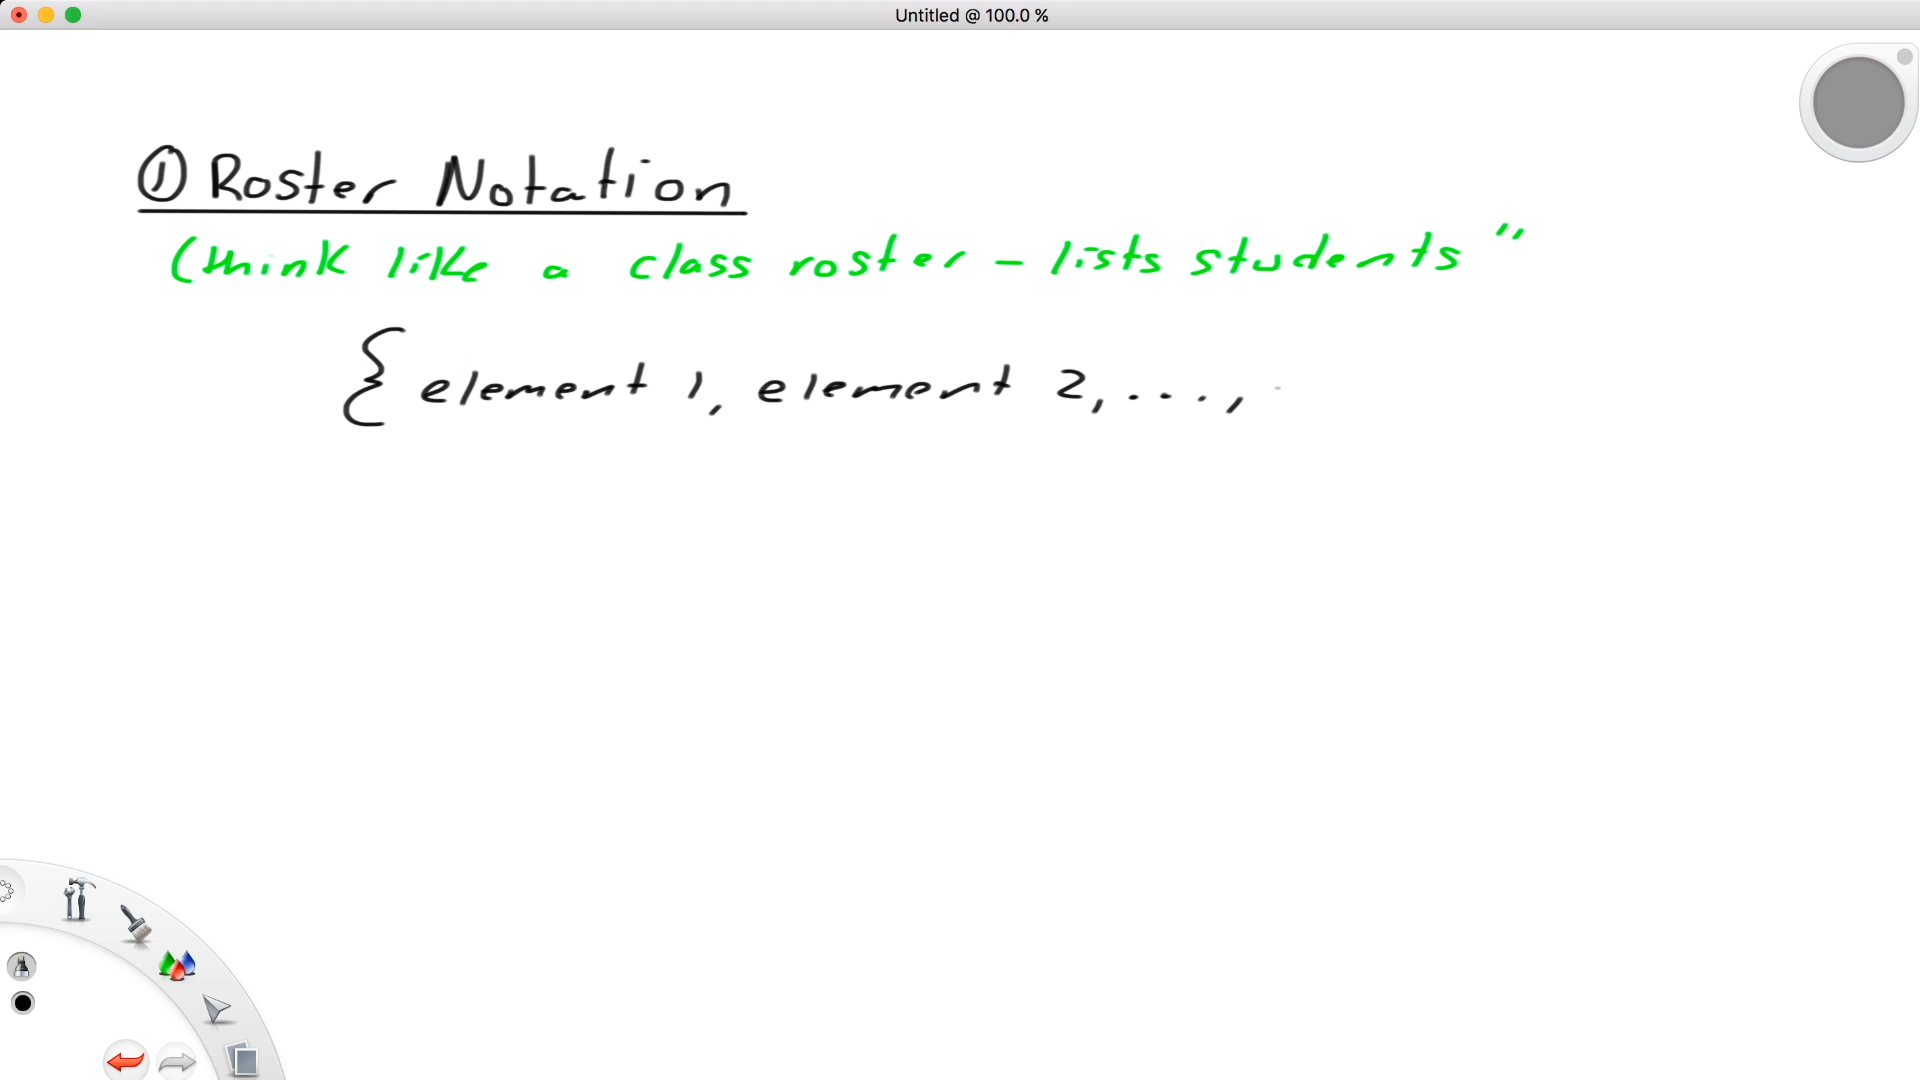 Untitled @ 100.0 %
① Roster Notation
(think like a class roster – lists students"
{ element 1, element 2, ...,